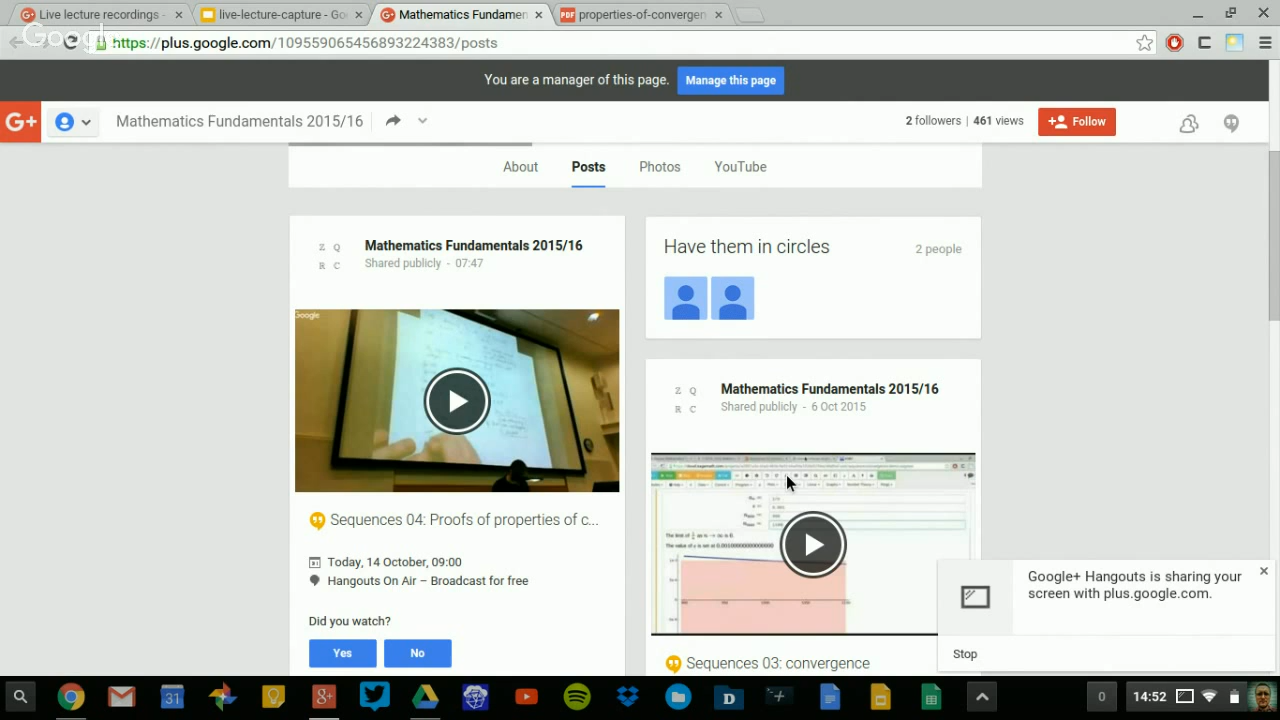 Live lecture recordings -
live-lecture-capture - Go
Mathematics Fundamen
properties-of-convergen
Google
https://plus.google.com/109559065456893224383/posts
You are a manager of this page.
Manage this page
G+
Mathematics Fundamentals 2015/16
2 followers | 461 views
Follow
About
Posts
Photos
YouTube
Z Q
R C
Mathematics Fundamentals 2015/16
Shared publicly - 07:47
Google
Sequences 04: Proofs of properties of c...
Today, 14 October, 09:00
Hangouts On Air – Broadcast for free
Did you watch?
Yes
No
Have them in circles
2 people
Z Q
R C
Mathematics Fundamentals 2015/16
Shared publicly - 6 Oct 2015
Sequences 03: convergence
Google+ Hangouts is sharing your
screen with plus.google.com.
Stop
0
14:52